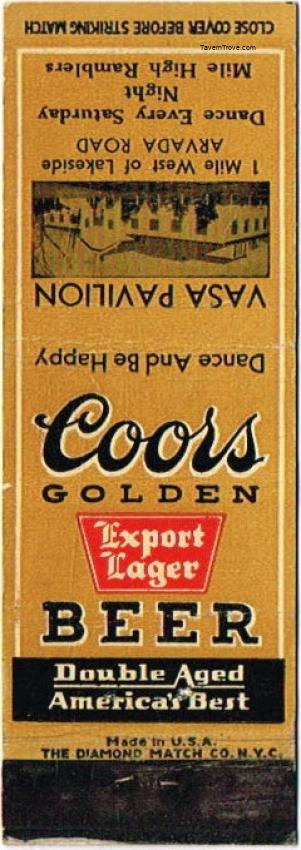 CLOSE COVER BEFORE STRIKING MATCH
TavernTrove.com
Dance And Be Happy
VASA PAVILION
1 Mile West of Lakeside
ARVADA ROAD
Dance Every Saturday
Night
Mile High Ramblers
Coors
GOLDEN
Export
Lager
BEER
Double Aged
America's Best
Made in U.S.A.
THE DIAMOND MATCH CO. N.Y.C.